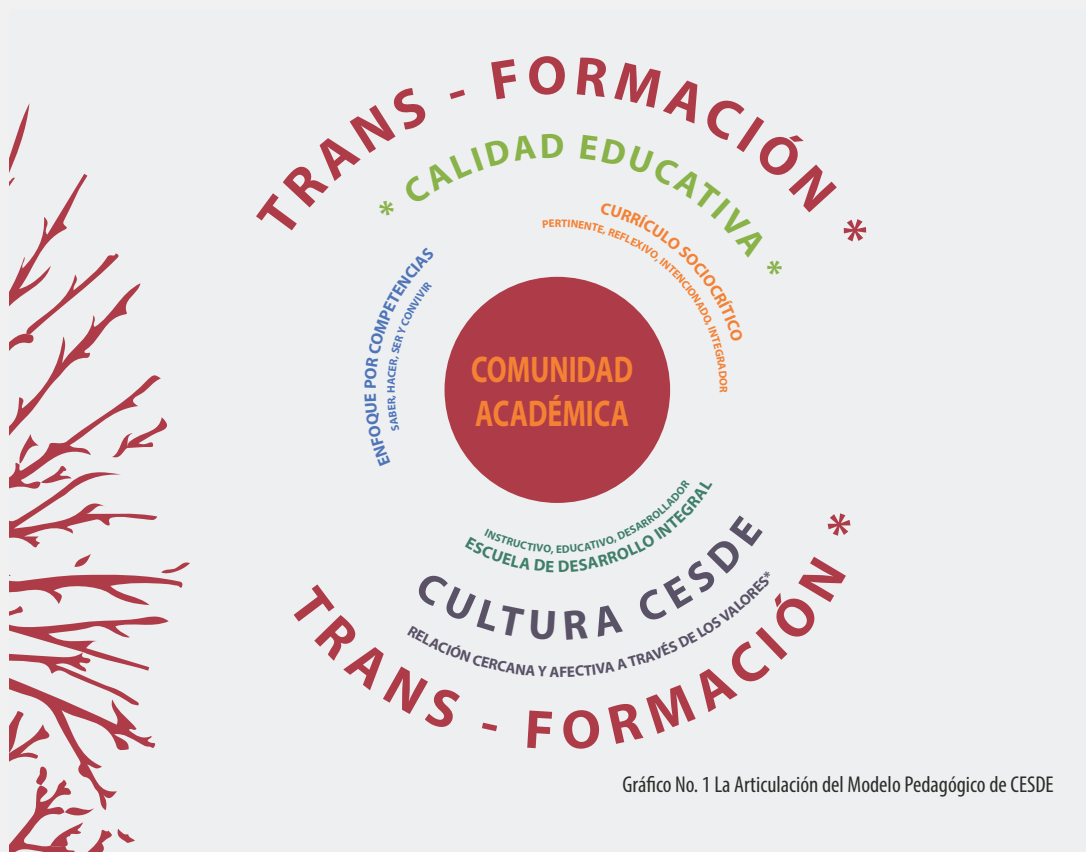 TRANS - FORMACIÓN *
* CALIDAD EDUCATIVA *
CURRÍCULO SOCIOCRÍTICO
PERTINENTE, REFLEXIVO, INTENCIONADO, INTEGRADOR
ENFOQUE POR COMPETENCIAS
SABER, HACER, SER Y CONVIVIR
COMUNIDAD
ACADÉMICA
INSTRUCTIVO, EDUCATIVO, DESARROLLADOR
ESCUELA DE DESARROLLO INTEGRAL
CULTURA CESDE
RELACIÓN CERCANA Y AFECTIVA A TRAVÉS DE LOS VALORES*
TRANS - FORMACIÓN *
Gráfico No. 1 La Articulación del Modelo Pedagógico de CESDE